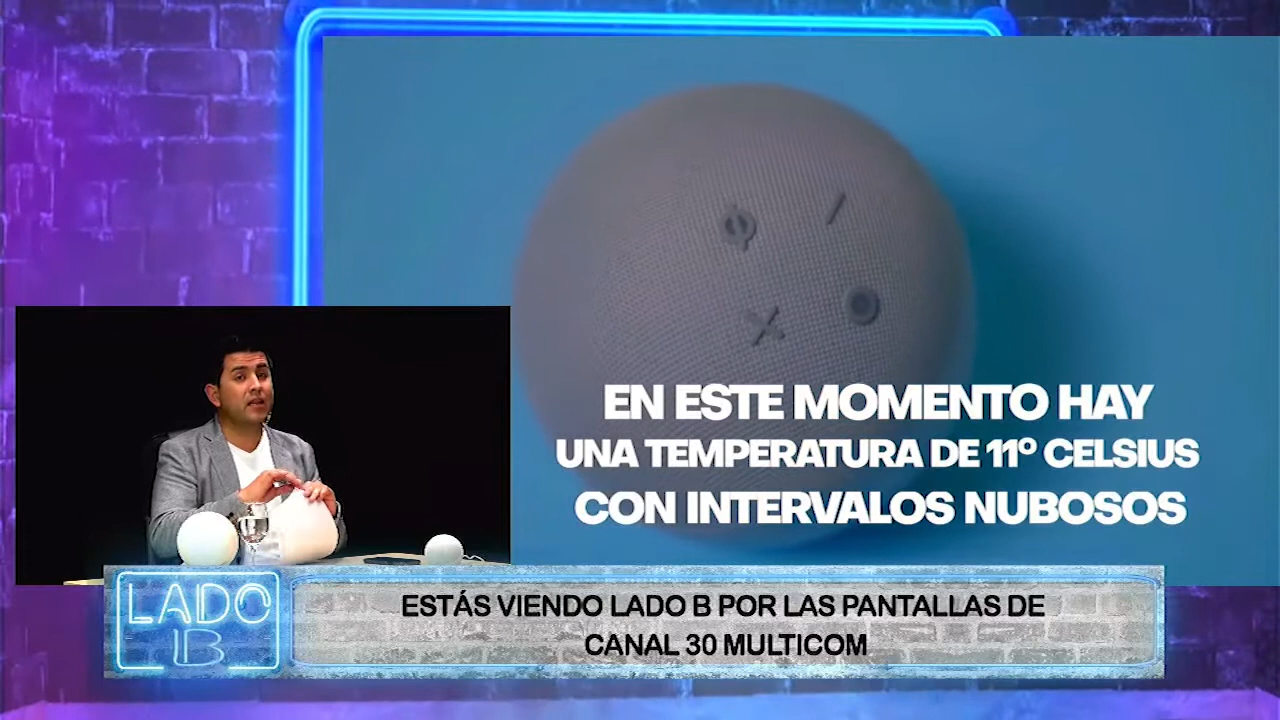 EN ESTE MOMENTO HAY
UNA TEMPERATURA DE 11º CELSIUS
CON INTERVALOS NUBOSOS
LADO
B
ESTÁS VIENDO LADO B POR LAS PANTALLAS DE
CANAL 30 MULTICOM